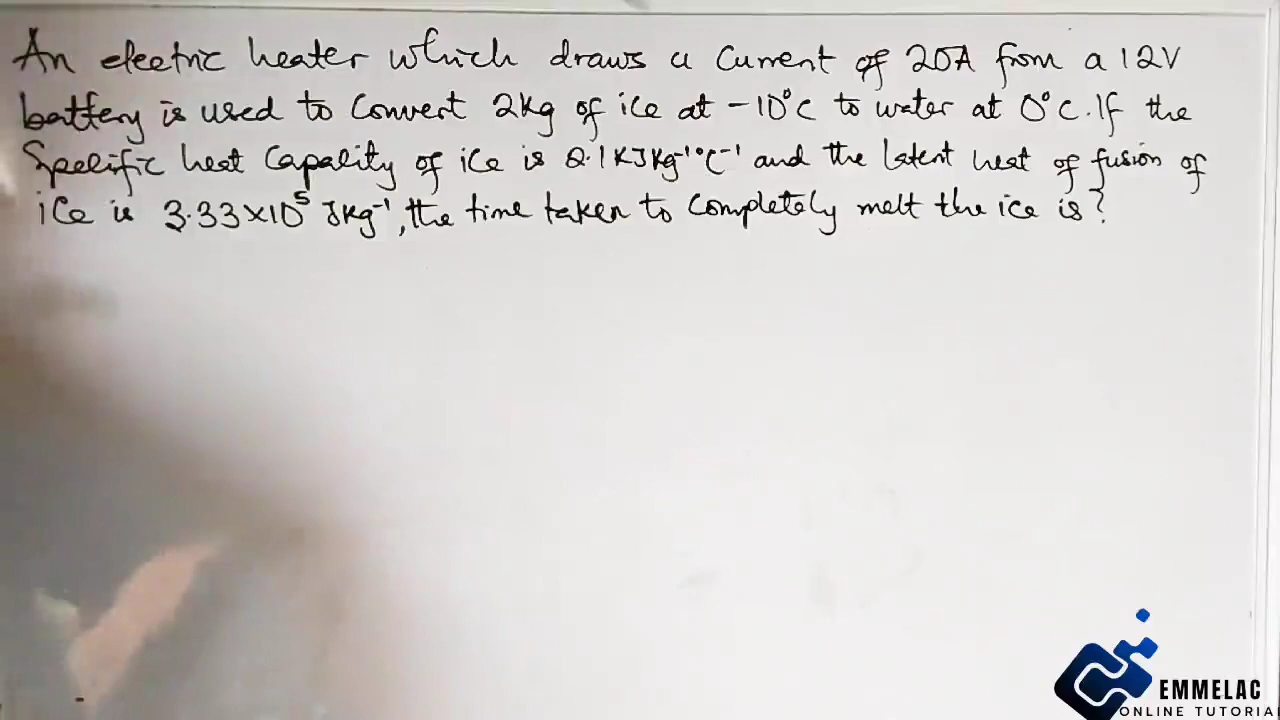 An electric heater which draws a current of 20A from a 12V
battery is used to convert 2kg of ice at -10°C to water at 0°C. If the
Specific heat capacity of ice is 2.1KJKg⁻¹°C⁻¹ and the latent heat of fusion of
ice is 3.33×10⁵ JKg⁻¹, the time taken to completely melt the ice is?
EMMELAC
ONLINE TUTORIA